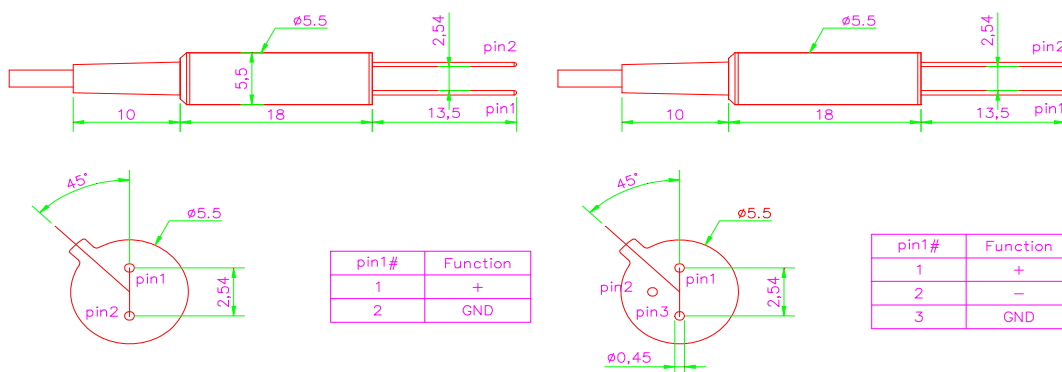 ø5.5
2,54
pin2
5,5
pin1
10
18
13,5
ø5.5
2,54
pin2
pin1
10
18
13,5
45°
ø5.5
pin1
pin2
2,54
pin1# Function
1 +
2 GND
45°
ø5.5
pin1
pin2
pin3
2,54
ø0,45
pin1# Function
1 +
2 −
3 GND